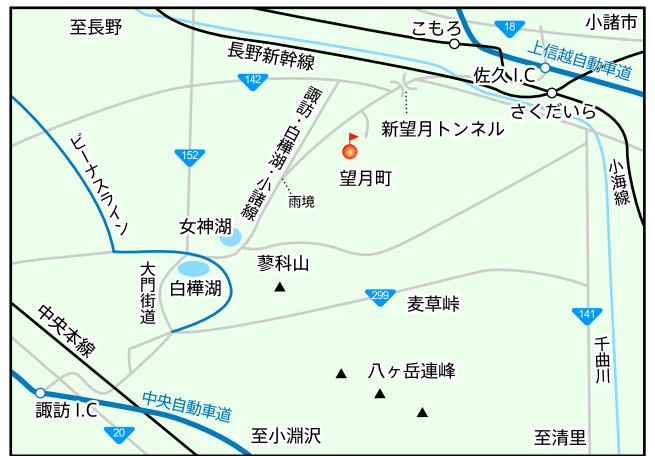 至長野
こもろ
18
小諸市
長野新幹線
上信越自動車道
佐久 I.C
142
さくだいら
諏訪・白樺湖・小諸線
新望月トンネル
ビーナスライン
152
望月町
小海線
雨境
女神湖
蓼科山
大門街道
白樺湖
299
麦草峠
141
中央本線
千曲川
八ヶ岳連峰
諏訪 I.C
中央自動車道
20
至小淵沢
至清里